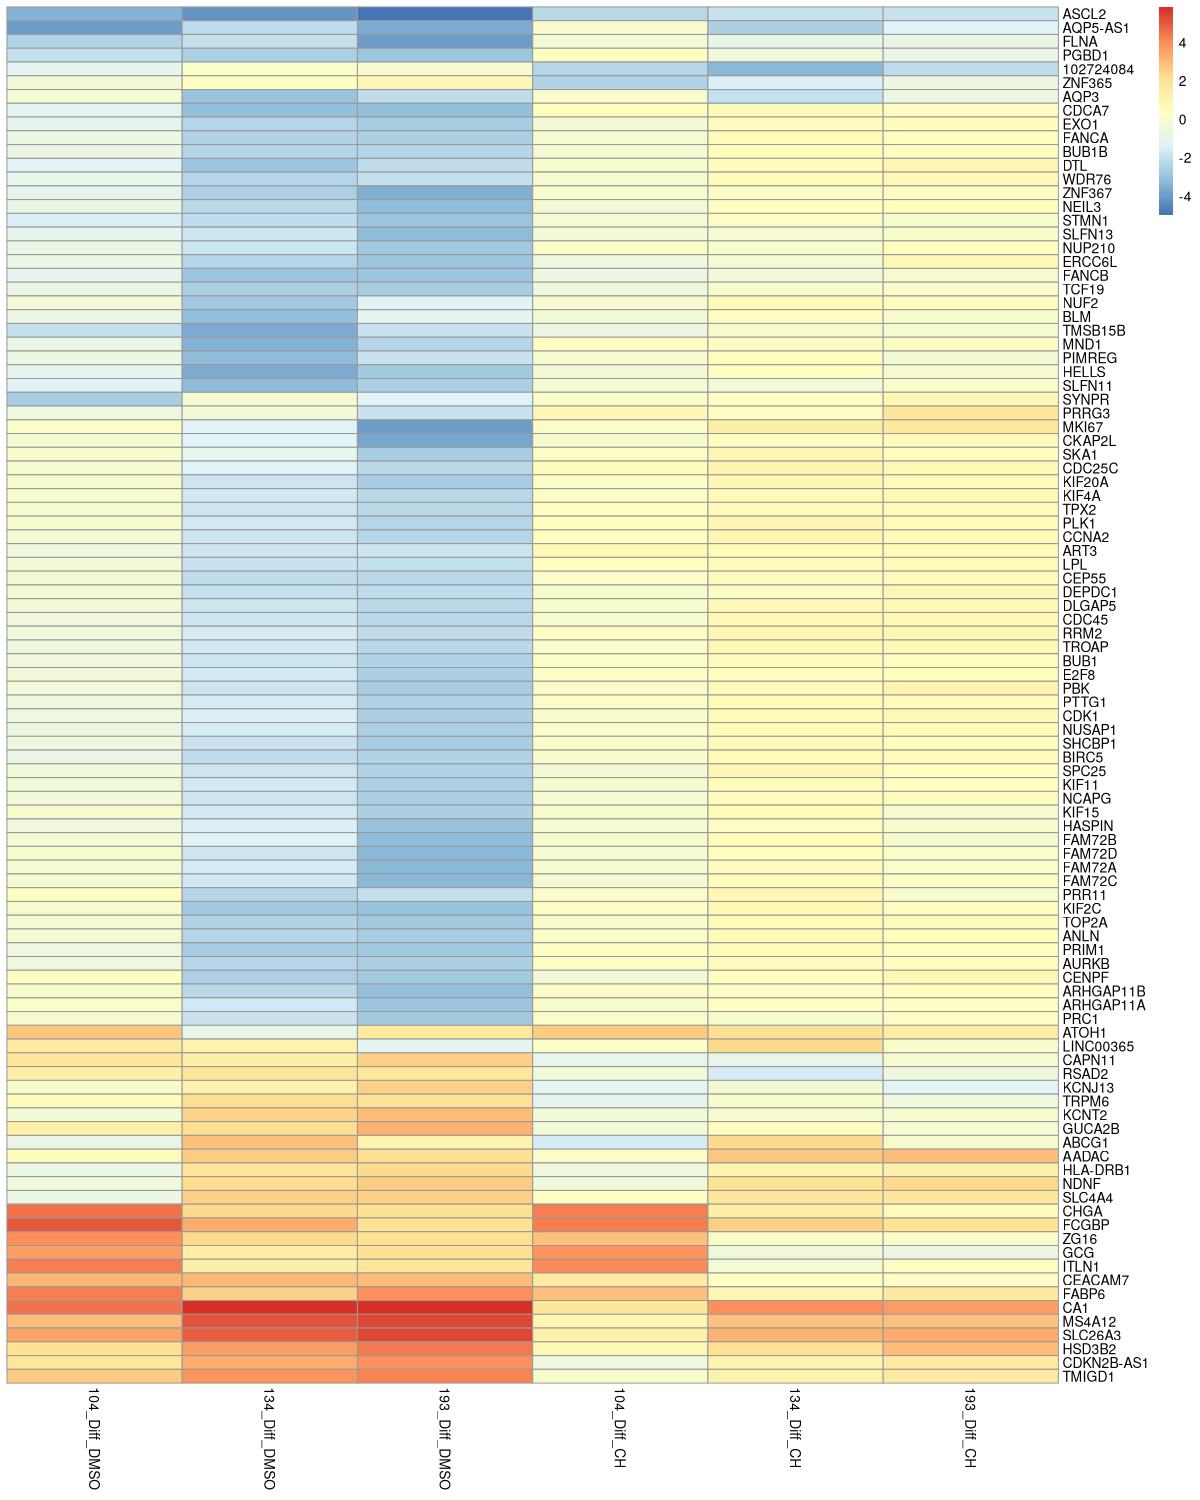 ASCL2
AQP5-AS1
FLNA
PGBD1
102724084
ZNF365
AQP3
CDCA7
EXO1
FANCA
BUB1B
DTL
WDR76
ZNF367
NEIL3
STMN1
SLFN13
NUP210
ERCC6L
FANCB
TCF19
NUF2
BLM
TMSB15B
MND1
PIMREG
HELLS
SLFN11
SYNPR
PRRG3
MKI67
CKAP2L
SKA1
CDC25C
KIF20A
KIF4A
TPX2
PLK1
CCNA2
ART3
LPL
CEP55
DEPDC1
DLGAP5
CDC45
RRM2
TROAP
BUB1
E2F8
PBK
PTTG1
CDK1
NUSAP1
SHCBP1
BIRC5
SPC25
KIF11
NCAPG
KIF15
HASPIN
FAM72B
FAM72D
FAM72A
FAM72C
PRR11
KIF2C
TOP2A
ANLN
PRIM1
AURKB
CENPF
ARHGAP11B
ARHGAP11A
PRC1
ATOH1
LINC00365
CAPN11
RSAD2
KCNJ13
TRPM6
KCNT2
GUCA2B
ABCG1
AADAC
HLA-DRB1
NDNF
SLC4A4
CHGA
FCGBP
ZG16
GCG
ITLN1
CEACAM7
FABP6
CA1
MS4A12
SLC26A3
HSD3B2
CDKN2B-AS1
TMIGD1
4
2
0
-2
-4
104_Diff_DMSO
134_Diff_DMSO
193_Diff_DMSO
104_Diff_CH
134_Diff_CH
193_Diff_CH